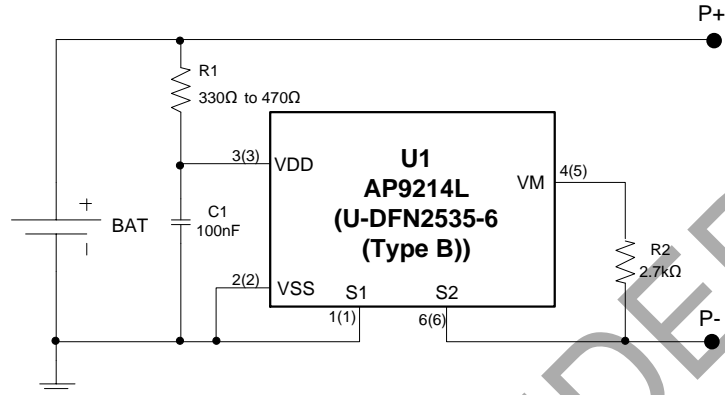 P+
R1
330Ω to 470Ω
3(3)
VDD
U1
AP9214L
(U-DFN2535-6
(Type B))
4(5)
VM
+
BAT
-
C1
100nF
R2
2.7kΩ
2(2)
VSS
S1
S2
1(1)
6(6)
P-